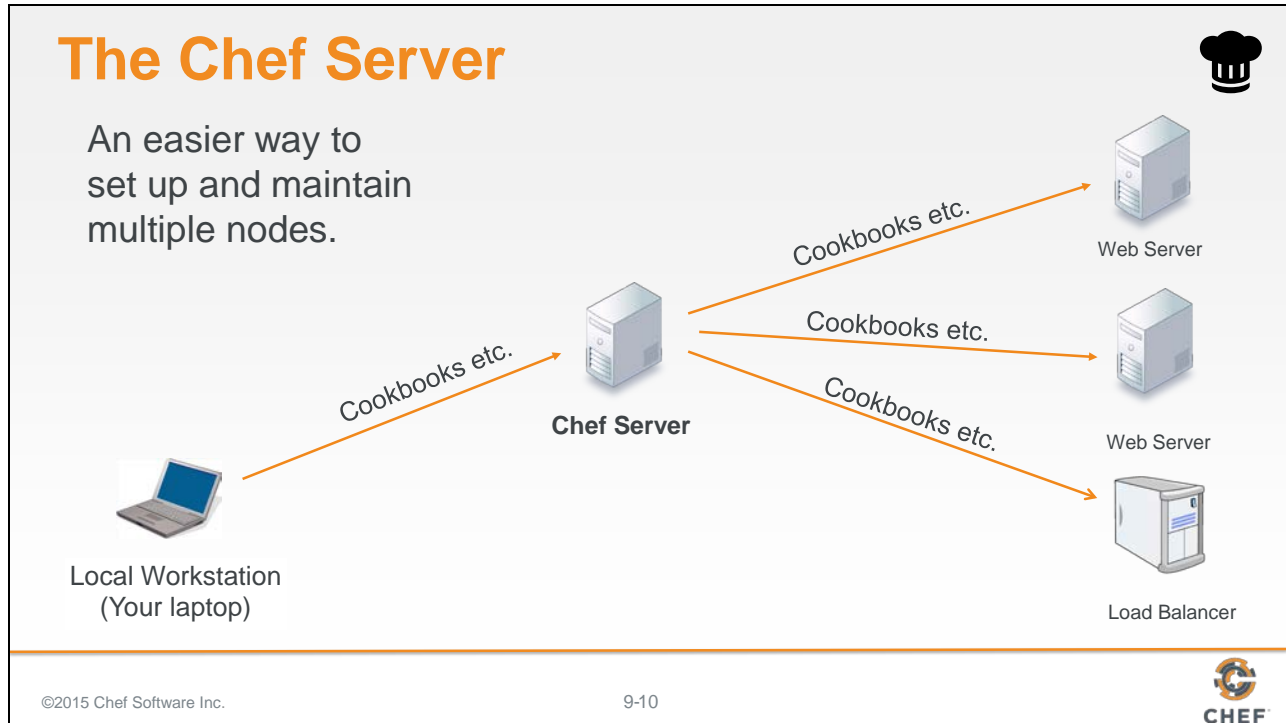 The Chef Server
An easier way to
set up and maintain
multiple nodes.
Cookbooks etc.
Web Server
Cookbooks etc.
Cookbooks etc.
Chef Server
Cookbooks etc.
Web Server
Local Workstation
(Your laptop)
Load Balancer
©2015 Chef Software Inc.
9-10
CHEF